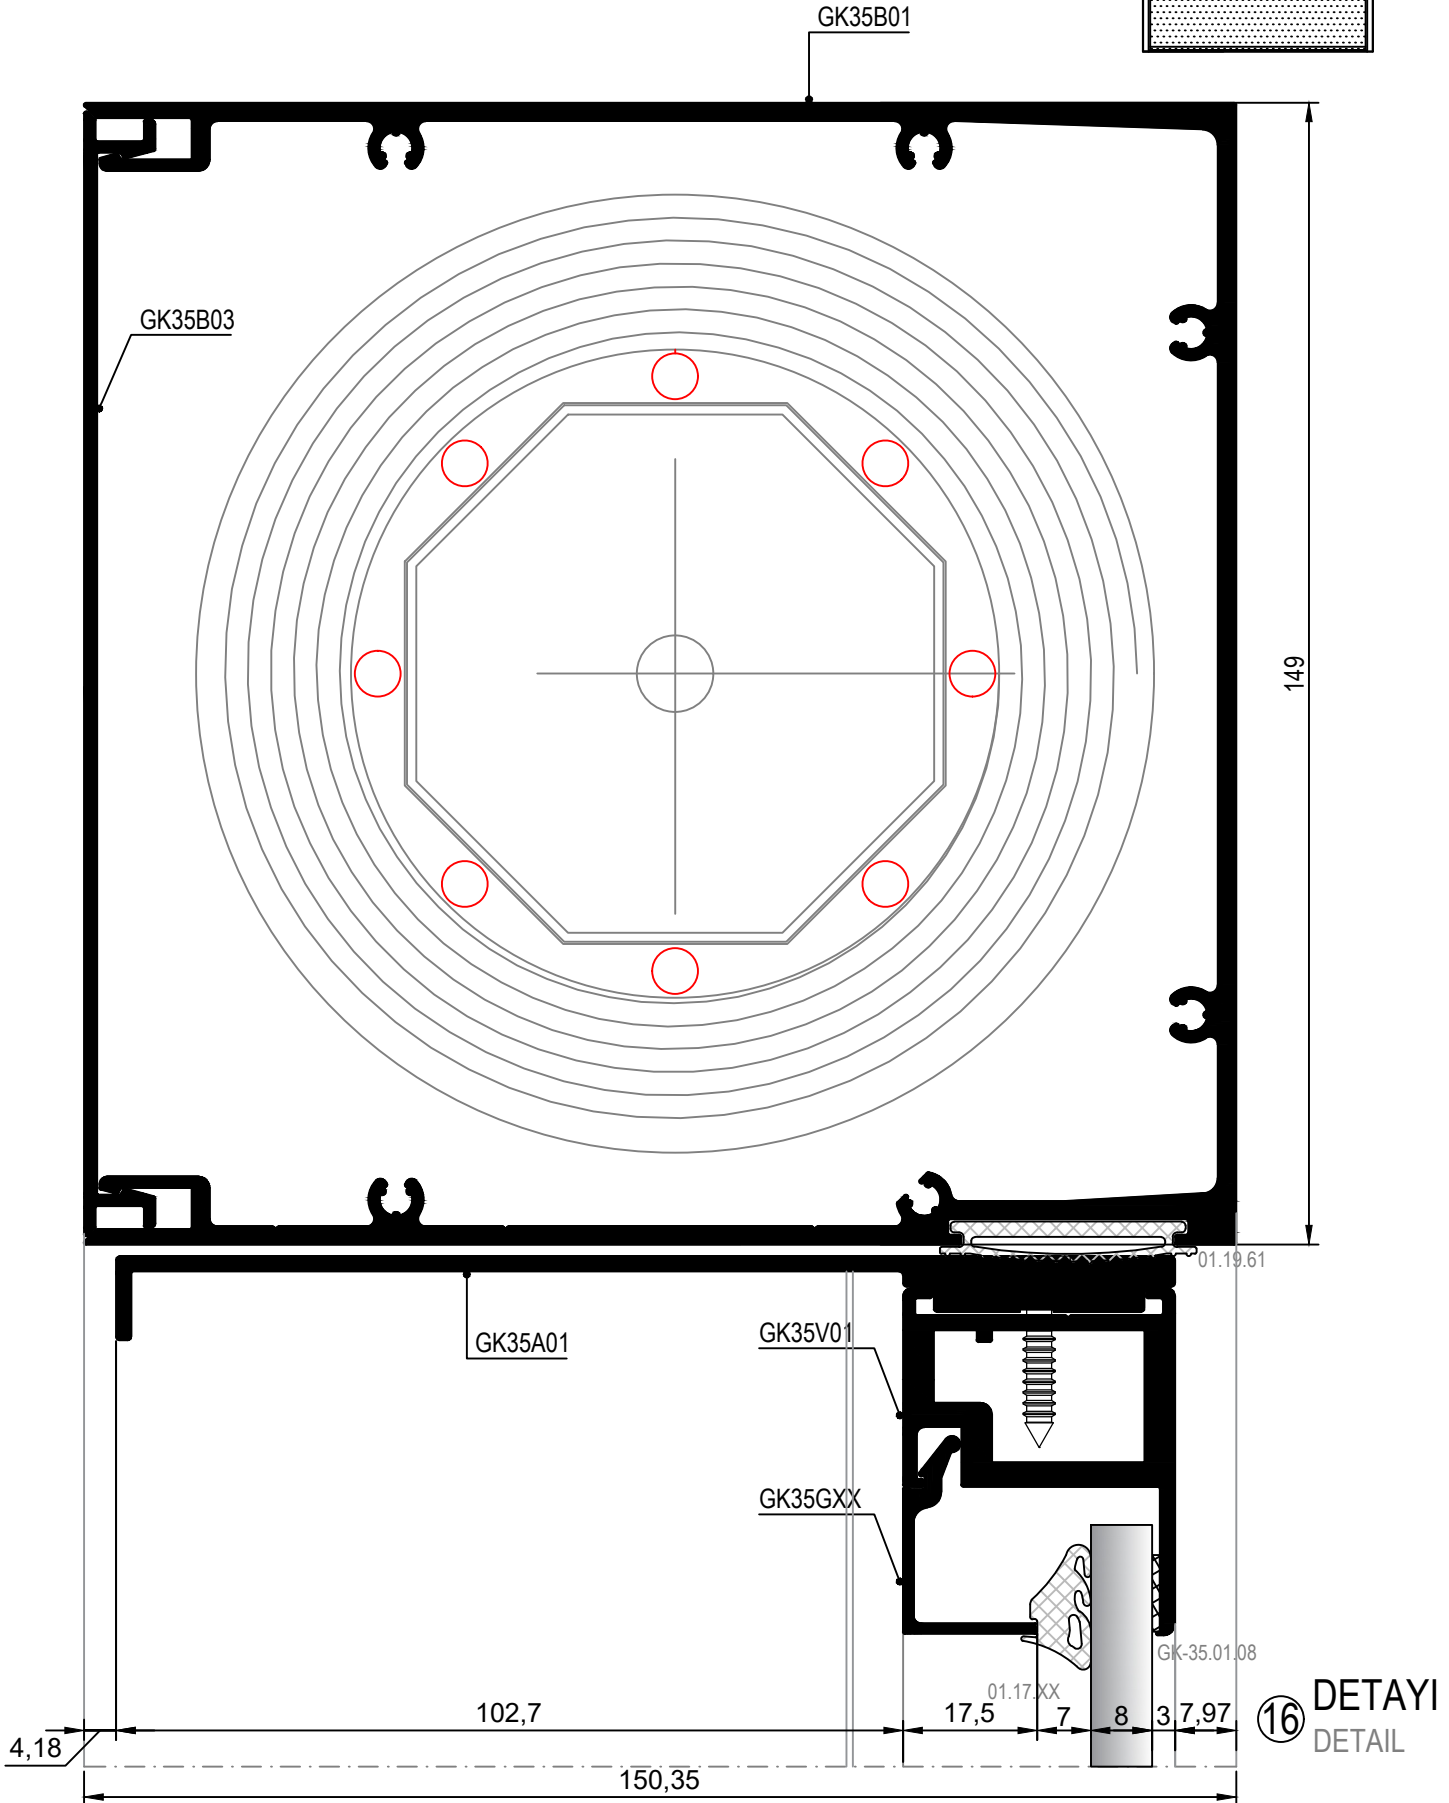 GK35B01
GK35B03
149
01.19.61
GK35A01
GK35V01
GK35GXX
GK-35.01.08
01.17.XX
102,7
17,5
7
8
3
7,97
4,18
150,35
16
DETAYI
DETAIL